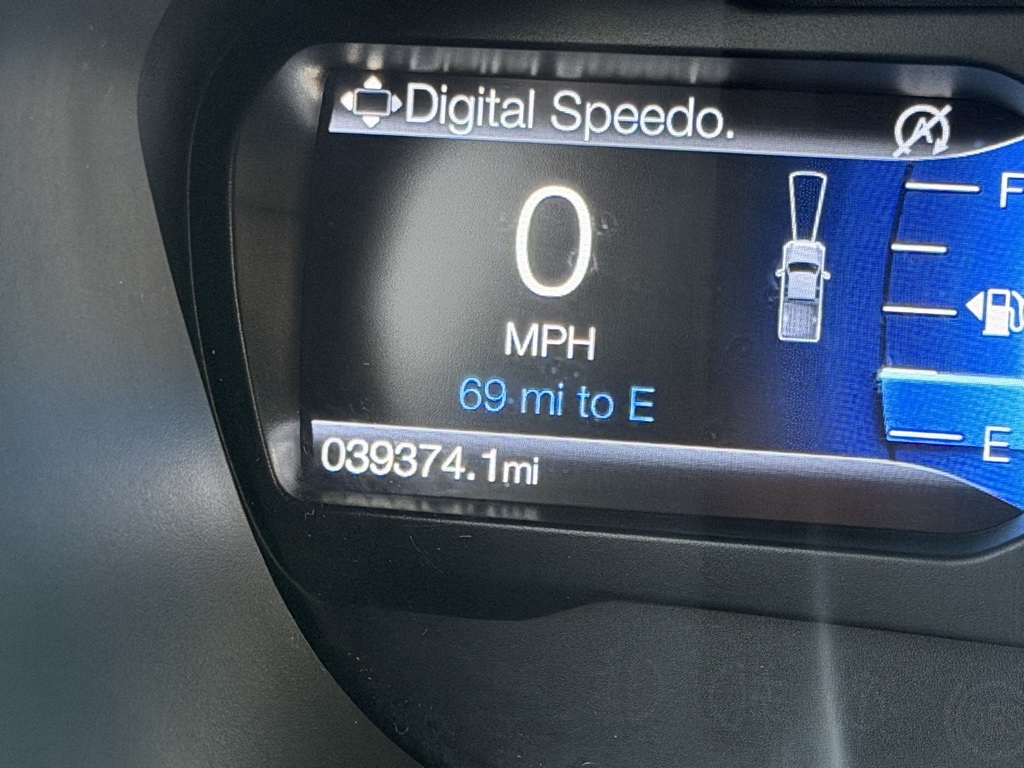 Digital Speedo.
A
F
0
MPH
69 mi to E
E
039374.1mi